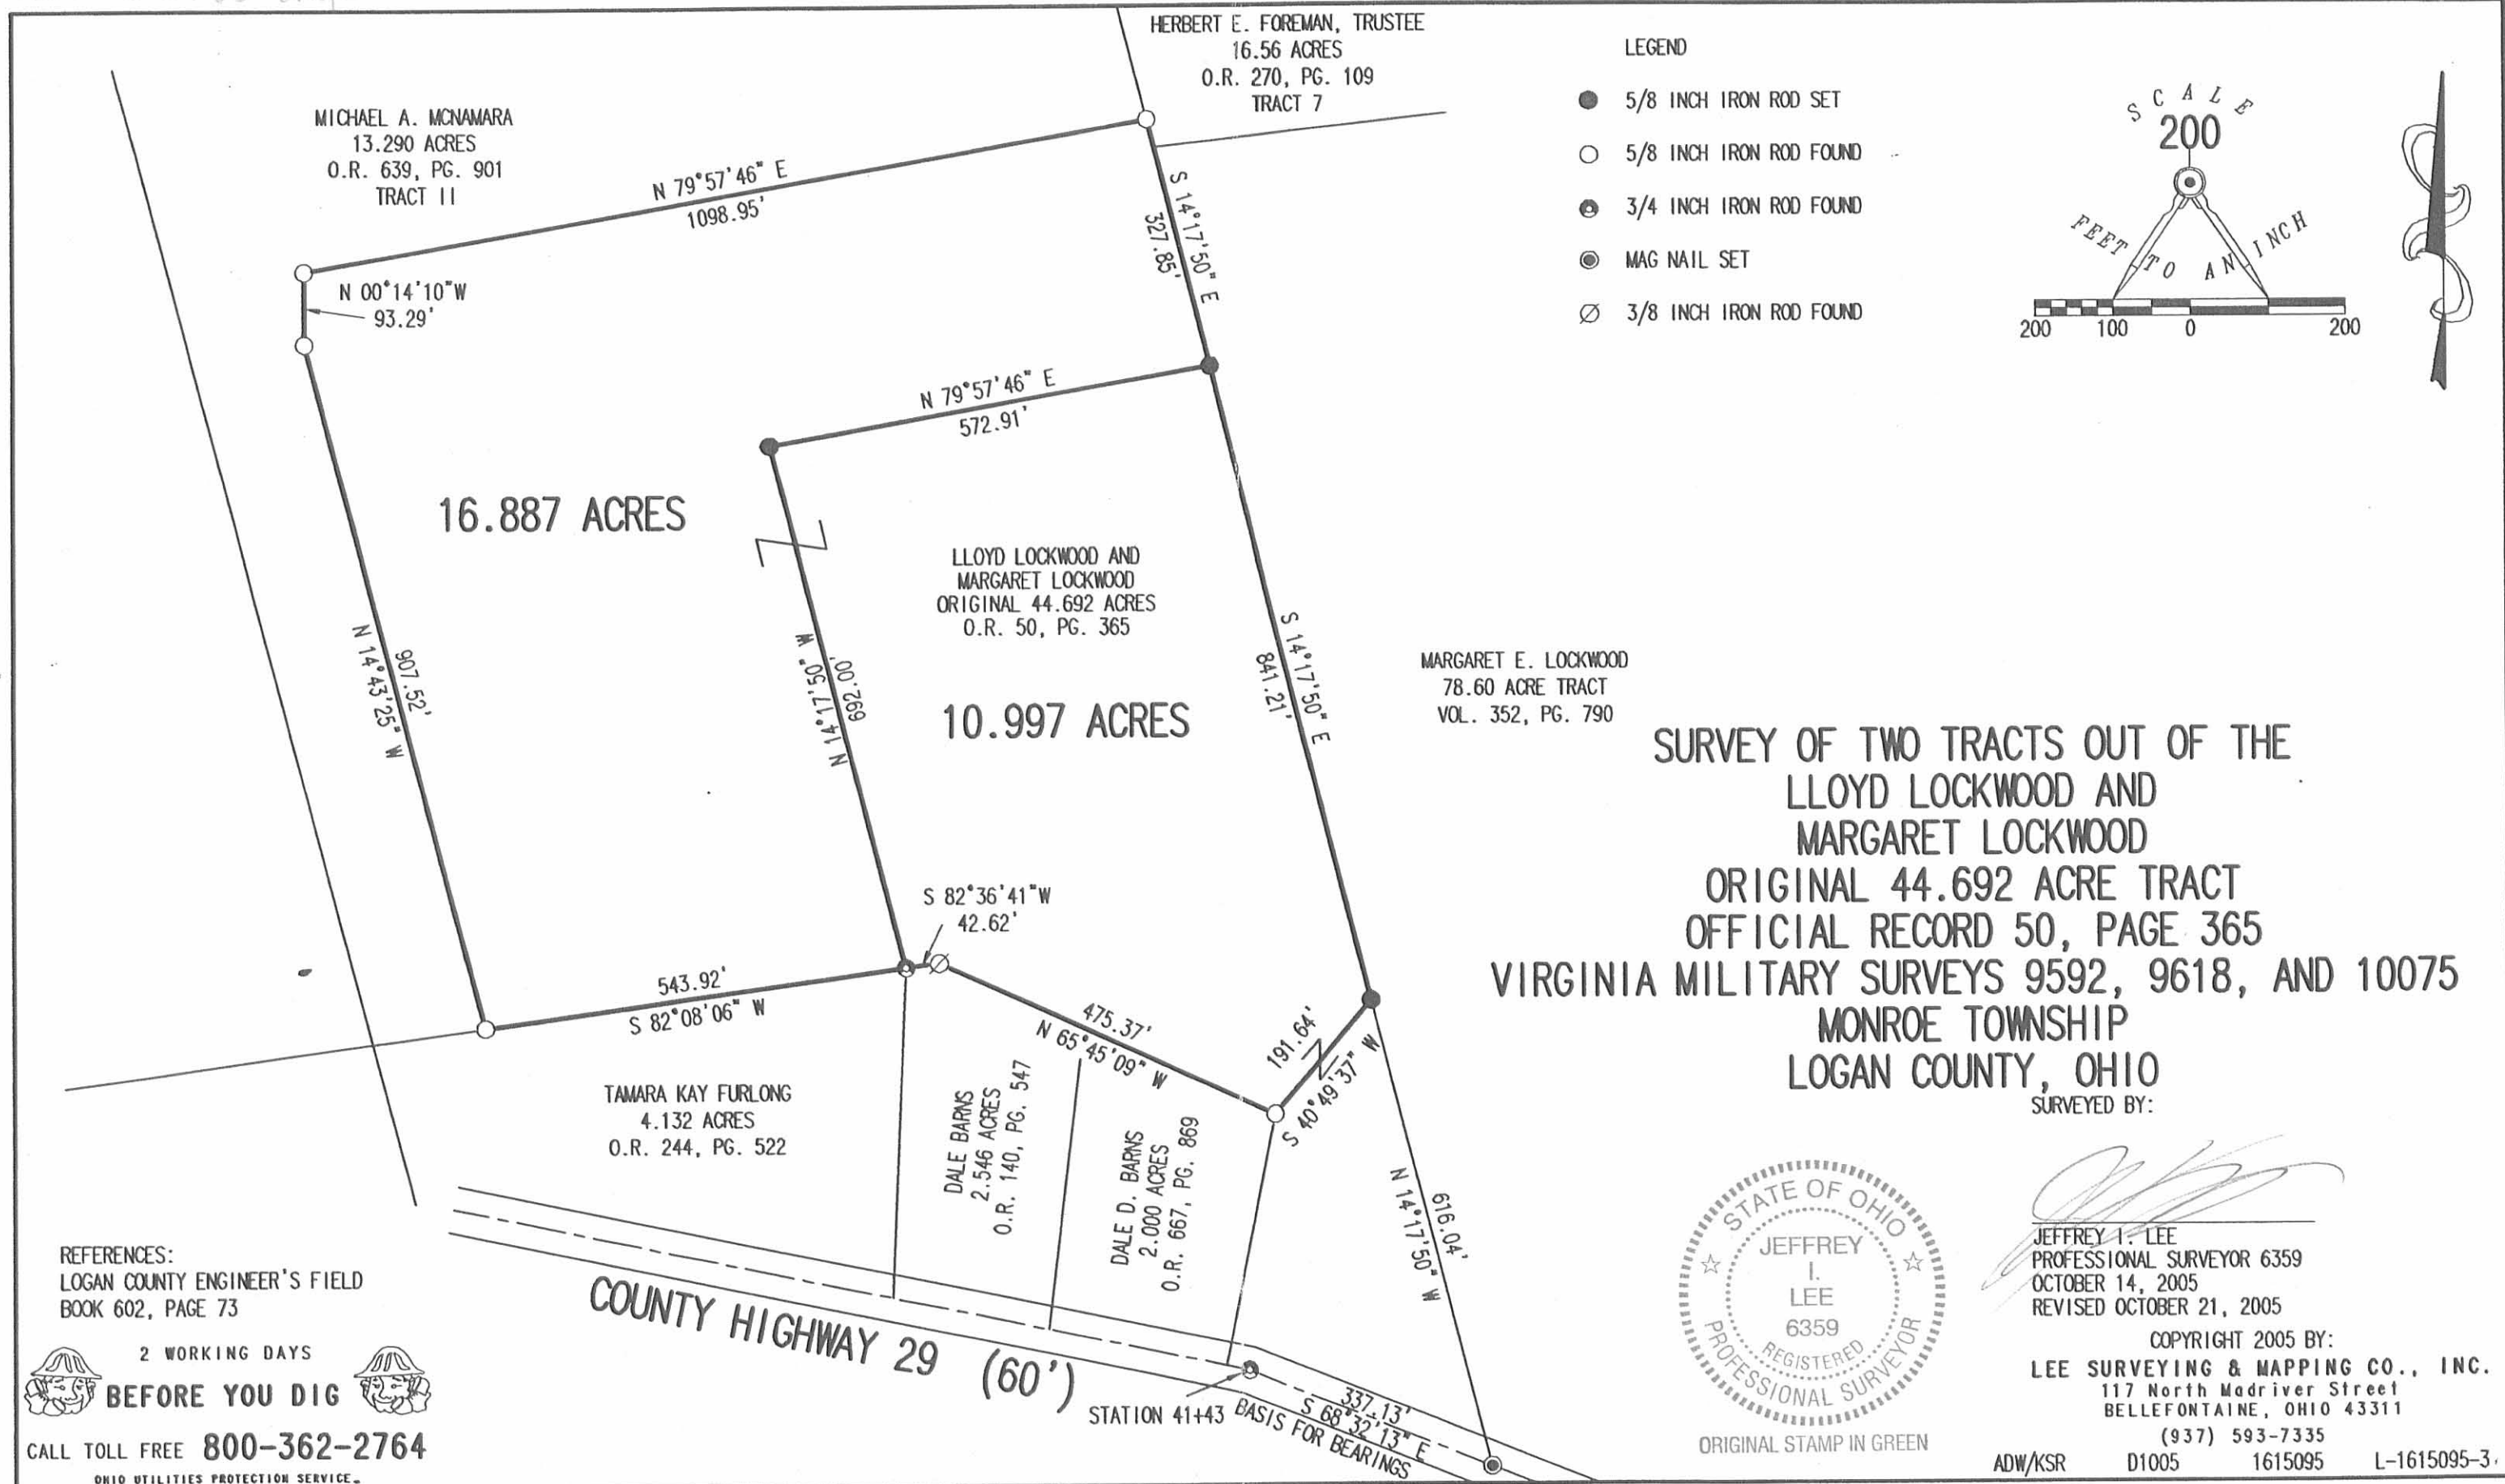 HERBERT E. FOREMAN, TRUSTEE
16.56 ACRES
O.R. 270, PG. 109
TRACT 7
MICHAEL A. MCNAMARA
13.290 ACRES
O.R. 639, PG. 901
TRACT II
N 79°57'46" E
1098.95'
N 00°14'10"W
93.29'
S 14°17'50" E
327.85'
N 79°57'46" E
572.91'
16.887 ACRES
LLOYD LOCKWOOD AND
MARGARET LOCKWOOD
ORIGINAL 44.692 ACRES
O.R. 50, PG. 365
10.997 ACRES
907.52'
N 14°43'25" W
692.00'
N 14°17'50" W
S 14°17'50" E
841.21'
MARGARET E. LOCKWOOD
78.60 ACRE TRACT
VOL. 352, PG. 790
S 82°36'41"W
42.62'
543.92'
S 82°08'06" W
475.37'
N 65°45'09" W
191.64'
S 40°49'37" W
TAMARA KAY FURLONG
4.132 ACRES
O.R. 244, PG. 522
DALE BARNS
2.546 ACRES
O.R. 140, PG. 547
DALE D. BARNS
2.000 ACRES
O.R. 667, PG. 869
616.04'
N 14°17'50" W
COUNTY HIGHWAY 29 (60')
STATION 41+43
337.13'
S 68°32'13" E
BASIS FOR BEARINGS
LEGEND
5/8 INCH IRON ROD SET
5/8 INCH IRON ROD FOUND
3/4 INCH IRON ROD FOUND
MAG NAIL SET
3/8 INCH IRON ROD FOUND
SCALE
200
FEET TO AN INCH
200 100 0 200
SURVEY OF TWO TRACTS OUT OF THE
LLOYD LOCKWOOD AND
MARGARET LOCKWOOD
ORIGINAL 44.692 ACRE TRACT
OFFICIAL RECORD 50, PAGE 365
VIRGINIA MILITARY SURVEYS 9592, 9618, AND 10075
MONROE TOWNSHIP
LOGAN COUNTY, OHIO
SURVEYED BY:
STATE OF OHIO
JEFFREY
I.
LEE
6359
REGISTERED
PROFESSIONAL SURVEYOR
ORIGINAL STAMP IN GREEN
JEFFREY I. LEE
PROFESSIONAL SURVEYOR 6359
OCTOBER 14, 2005
REVISED OCTOBER 21, 2005
COPYRIGHT 2005 BY:
LEE SURVEYING & MAPPING CO., INC.
117 North Madriver Street
BELLEFONTAINE, OHIO 43311
(937) 593-7335
ADW/KSR D1005 1615095 L-1615095-3
REFERENCES:
LOGAN COUNTY ENGINEER'S FIELD
BOOK 602, PAGE 73
2 WORKING DAYS
BEFORE YOU DIG
CALL TOLL FREE 800-362-2764
OHIO UTILITIES PROTECTION SERVICE.